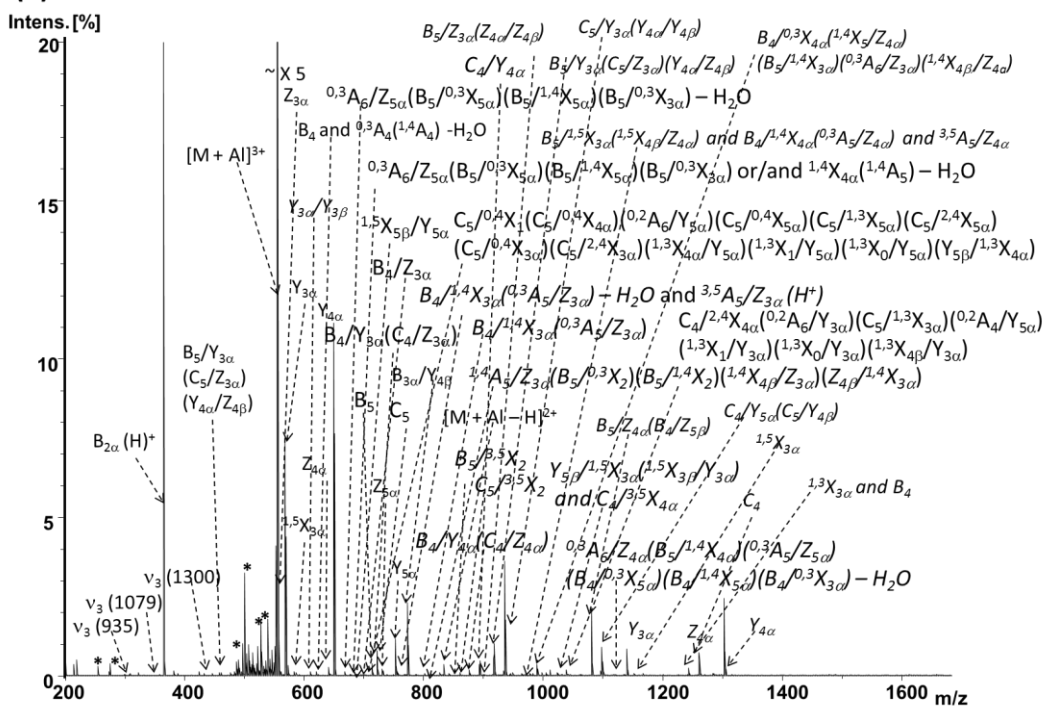 Intens. [%]
20
15
10
5
0
200 400 600 800 1000 1200 1400 1600 m/z
B₅/Z₃α(Z₄α/Z₄β)
C₅/Y₃α(Y₄α/Y₄β)
B₄/⁰,³X₄α(¹,⁴X₅/Z₄α)
C₄/Y₄α
B₅/Y₃α(C₅/Z₃α)(Y₄α/Z₄β)
(B₅/¹,⁴X₃α)(⁰,³A₆/Z₃α)(¹,⁴X₄β/Z₄α)
~ X 5
Z₃α
⁰,³A₆/Z₅α(B₅/⁰,³X₅α)(B₅/¹,⁴X₅α)(B₅/⁰,³X₃α) – H₂O
B₄ and ⁰,³A₄(¹,⁴A₄) -H₂O
B₅/¹,⁵X₃α(¹,⁵X₄β/Z₄α) and B₄/¹,⁴X₄α(⁰,³A₅/Z₄α) and ³,⁵A₅/Z₄α
[M + Al]³⁺
⁰,³A₆/Z₅α(B₅/⁰,³X₅α)(B₅/¹,⁴X₅α)(B₅/⁰,³X₃α) or/and ¹,⁴X₄α(¹,⁴A₅) – H₂O
Y₃α/Y₃β
¹,⁵X₅β/Y₅α
C₅/⁰,⁴X₁(C₅/⁰,⁴X₄α)(⁰,²A₆/Y₅α)(C₅/⁰,⁴X₅α)(C₅/¹,³X₅α)(C₅/²,⁴X₅α)
(C₅/⁰,⁴X₃α)(C₅/²,⁴X₃α)(¹,³X₄α/Y₅α)(¹,³X₁/Y₅α)(¹,³X₀/Y₅α)(Y₅β/¹,³X₄α)
B₄/Z₃α
Y₃α
B₄/¹,⁴X₃α(⁰,³A₅/Z₃α) – H₂O and ³,⁵A₅/Z₃α (H⁺)
Y₄α
B₄/Y₃α(C₄/Z₃α)
B₄/¹,⁴X₃α(⁰,³A₅/Z₃α)
C₄/²,⁴X₄α(⁰,²A₆/Y₃α)(C₅/¹,³X₃α)(⁰,²A₄/Y₅α)
(¹,³X₁/Y₃α)(¹,³X₀/Y₃α)(¹,³X₄β/Y₃α)
B₅/Y₃α
(C₅/Z₃α)
(Y₄α/Z₄β)
B₃α/Y₄β
¹,⁴A₅/Z₃α(B₅/⁰,³X₂)(B₅/¹,⁴X₂)(¹,⁴X₄β/Z₃α)(Z₄β/¹,⁴X₃α)
B₅
C₅
[M + Al – H]²⁺
C₄/Y₅α(C₅/Y₄β)
B₅/Z₄α(B₄/Z₅β)
B₂α (H)⁺
¹,⁵X₃α
Z₄α
B₅/³,⁵X₂
Y₅β/¹,⁵X₃α(¹,⁵X₃β/Y₃α)
Z₅α
C₅/³,⁵X₂
and C₄/³,⁵X₄α
C₄
¹,³X₃α and B₄
¹,⁵X₃α
B₄/Y₄α(C₄/Z₄α)
⁰,³A₆/Z₄α(B₅/¹,⁴X₄α)(⁰,³A₅/Z₅α)
(B₄/⁰,³X₅α)(B₄/¹,⁴X₅α)(B₄/⁰,³X₃α) – H₂O
Y₅α
ν₃ (1300)
ν₃ (1079)
ν₃ (935)
* * * * * *
Y₃α
Z₄α
Y₄α